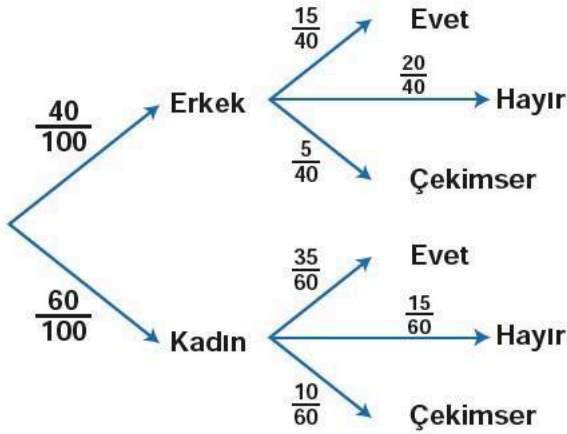 15/40 Evet
40/100 Erkek 20/40 Hayır
5/40 Çekimser
35/60 Evet
60/100 Kadın 15/60 Hayır
10/60 Çekimser